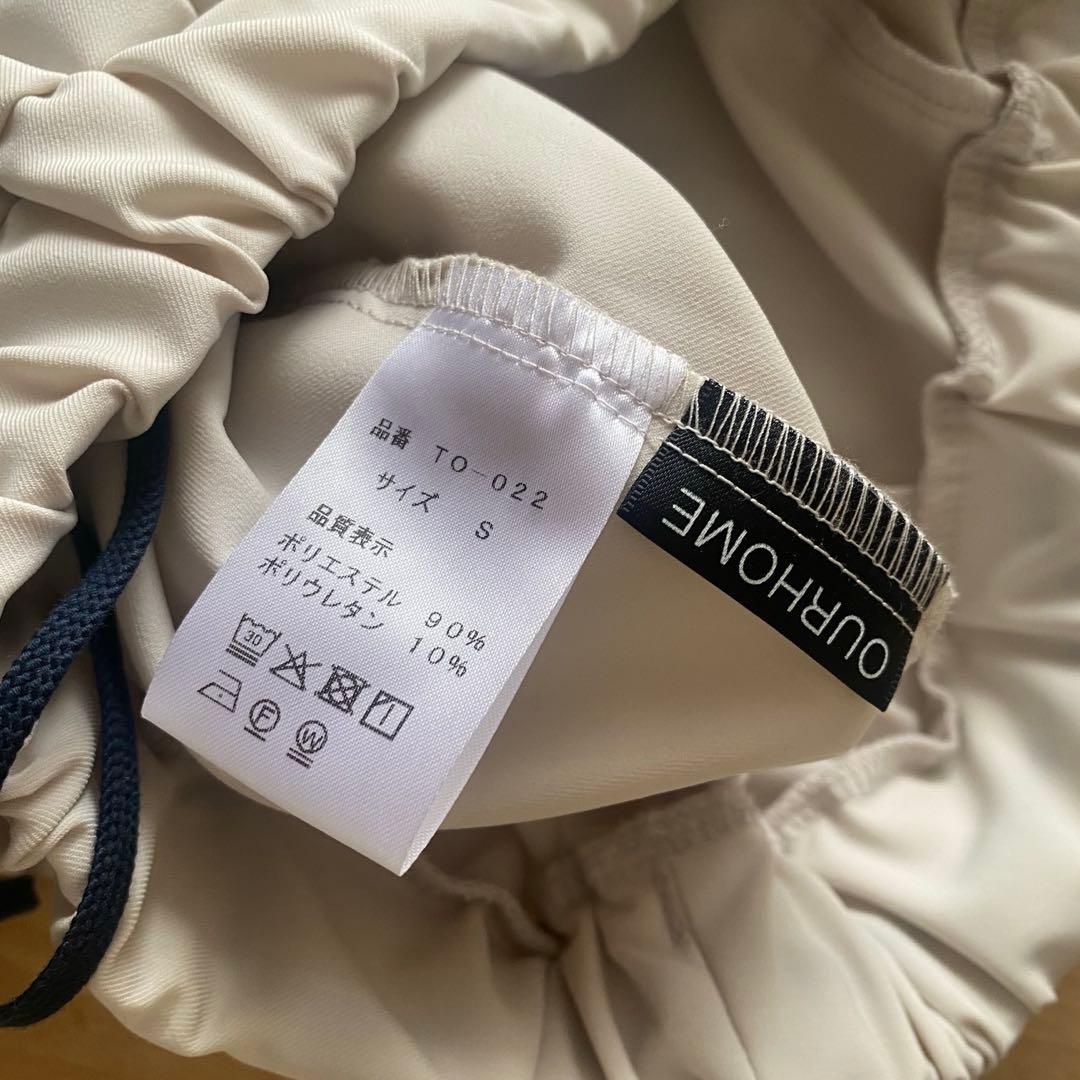 品番 TO-022
サイズ S
品質表示
ポリエステル 90%
ポリウレタン 10%
30
F
W
OURHOME